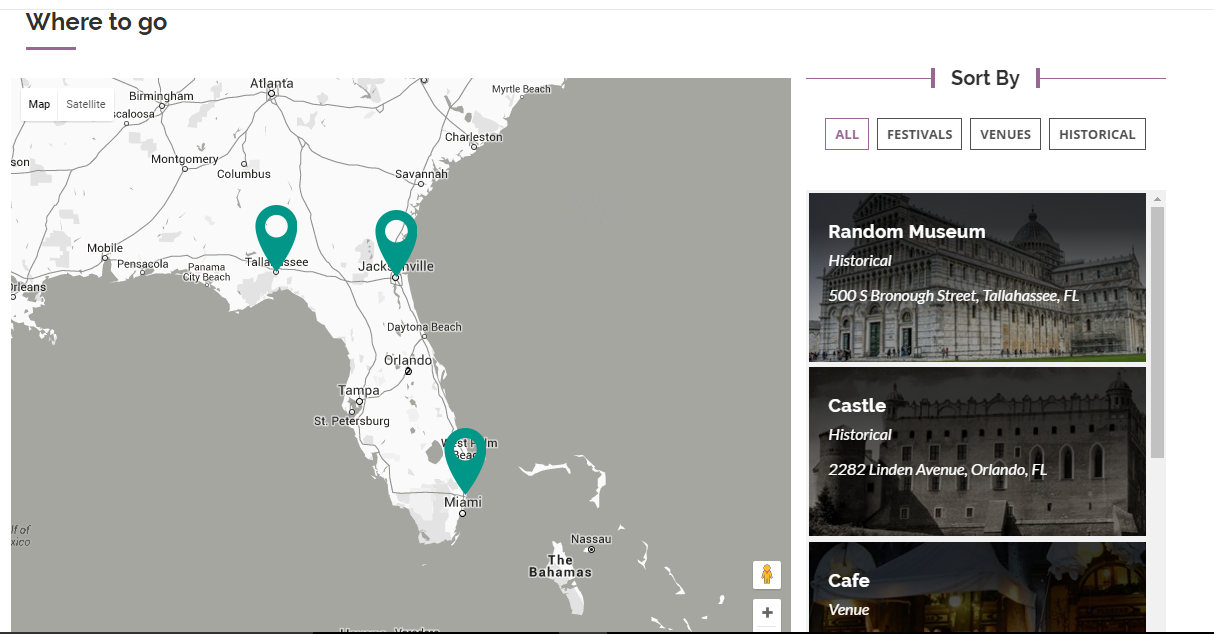 Where to go
Map
Satellite
Atlanta
Birmingham
scaloosa
Myrtle Beach
Charleston
son
Montgomery
Columbus
Savannah
Mobile
Pensacola
Panama
City Beach
Tallahassee
Jacksonville
Orleans
Daytona Beach
Orlando
Tampa
St. Petersburg
West Palm
Beach
Miami
lf of
xico
Nassau
The
Bahamas
+
Sort By
ALL FESTIVALS VENUES HISTORICAL
Random Museum
Historical
500 S Bronough Street, Tallahassee, FL
Castle
Historical
2282 Linden Avenue, Orlando, FL
Cafe
Venue